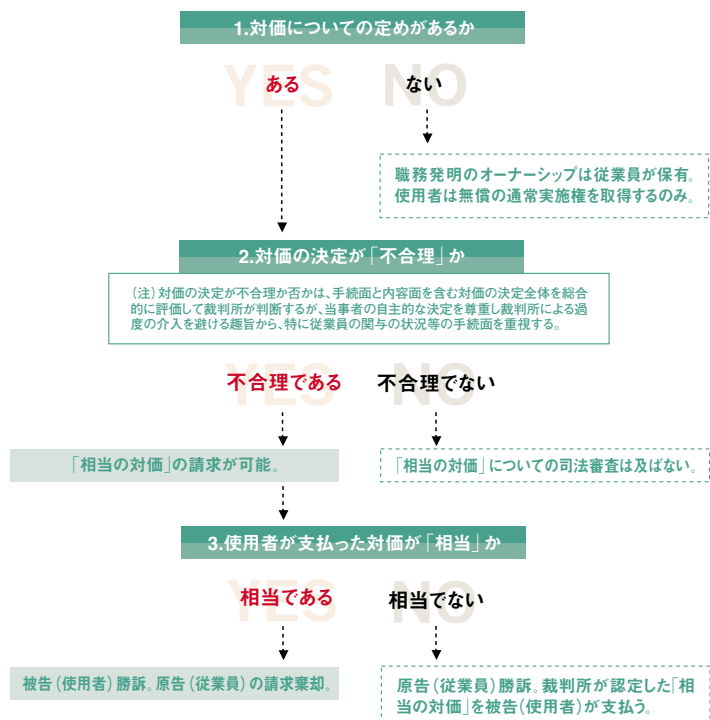 1.対価についての定めがあるか
YES
ある
NO
ない
職務発明のオーナーシップは従業員が保有。
使用者は無償の通常実施権を取得するのみ。
2.対価の決定が「不合理」か
（注）対価の決定が不合理か否かは、手続面と内容面を含む対価の決定全体を総合
的に評価して裁判所が判断するが、当事者の自主的な決定を尊重し裁判所による過
度の介入を避ける趣旨から、特に従業員の関与の状況等の手続面を重視する。
YES
不合理である
NO
不合理でない
「相当の対価」の請求が可能。
「相当の対価」についての司法審査は及ばない。
3.使用者が支払った対価が「相当」か
YES
相当である
NO
相当でない
被告（使用者）勝訴。原告（従業員）の請求棄却。
原告（従業員）勝訴。裁判所が認定した「相
当の対価」を被告（使用者）が支払う。